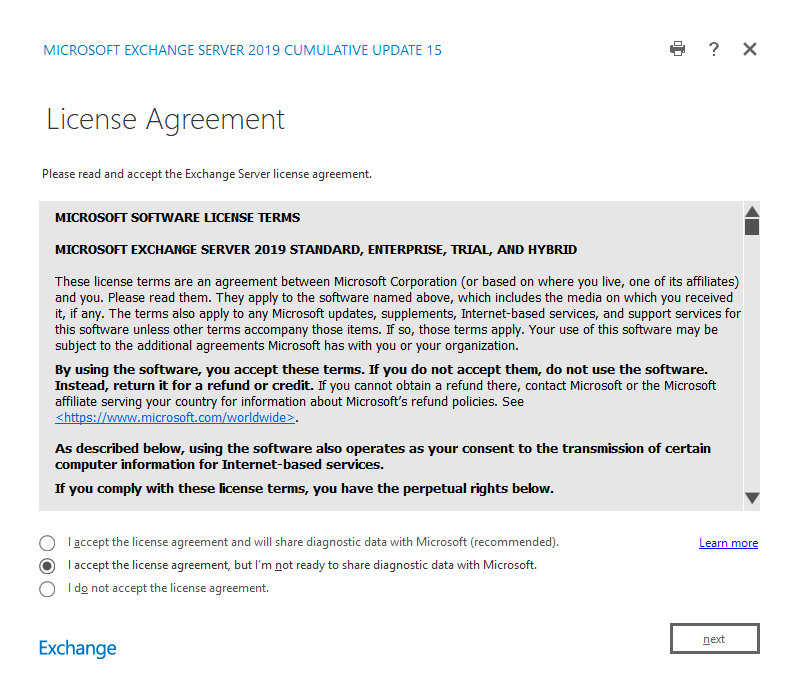 MICROSOFT EXCHANGE SERVER 2019 CUMULATIVE UPDATE 15
?
License Agreement
Please read and accept the Exchange Server license agreement.
MICROSOFT SOFTWARE LICENSE TERMS
MICROSOFT EXCHANGE SERVER 2019 STANDARD, ENTERPRISE, TRIAL, AND HYBRID
These license terms are an agreement between Microsoft Corporation (or based on where you live, one of its affiliates)
and you. Please read them. They apply to the software named above, which includes the media on which you received
it, if any. The terms also apply to any Microsoft updates, supplements, Internet-based services, and support services for
this software unless other terms accompany those items. If so, those terms apply. Your use of this software may be
subject to the additional agreements Microsoft has with you or your organization.
By using the software, you accept these terms. If you do not accept them, do not use the software.
Instead, return it for a refund or credit. If you cannot obtain a refund there, contact Microsoft or the Microsoft
affiliate serving your country for information about Microsoft’s refund policies. See
<https://www.microsoft.com/worldwide>.
As described below, using the software also operates as your consent to the transmission of certain
computer information for Internet-based services.
If you comply with these license terms, you have the perpetual rights below.
I accept the license agreement and will share diagnostic data with Microsoft (recommended).
Learn more
I accept the license agreement, but I'm not ready to share diagnostic data with Microsoft.
I do not accept the license agreement.
Exchange
next